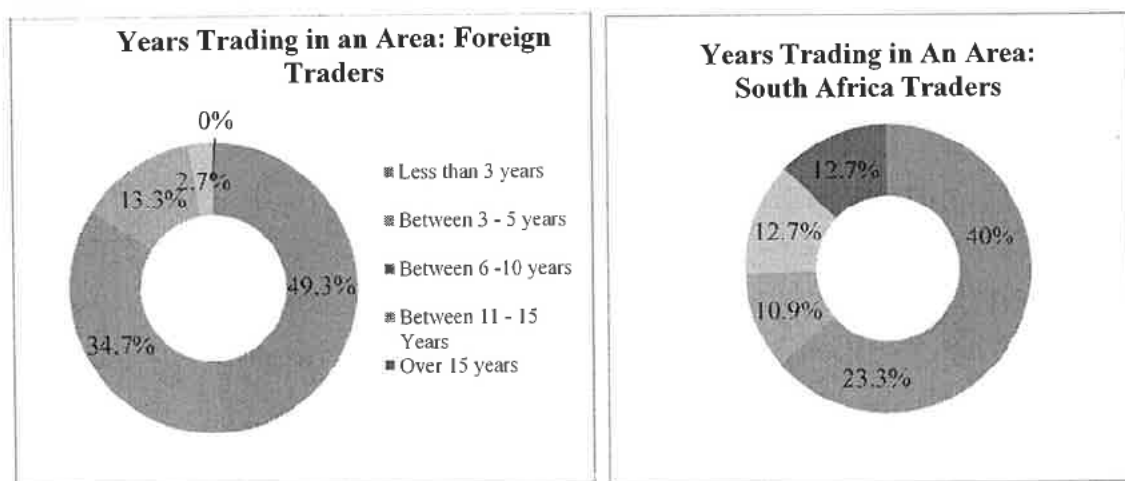 Years Trading in an Area: Foreign
Traders
0%
2.7%
13.3%
49.3%
34.7%
Less than 3 years
Between 3 - 5 years
Between 6 -10 years
Between 11 - 15
Years
Over 15 years
Years Trading in An Area:
South Africa Traders
12.7%
40%
12.7%
10.9%
23.3%